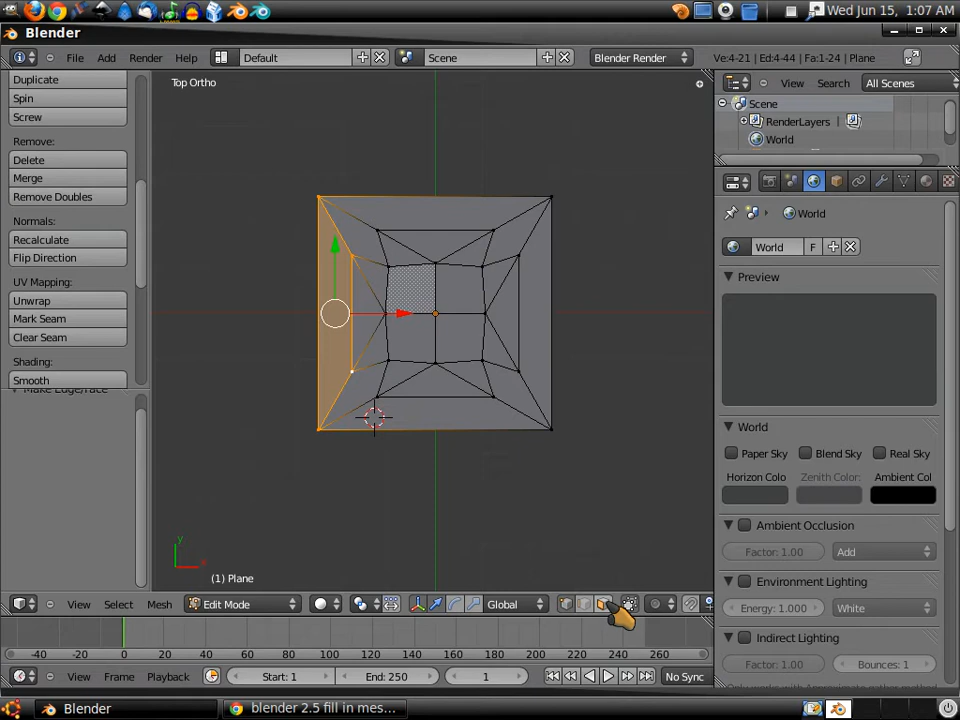 Wed Jun 15, 1:07 AM
Blender
File Add Render Help Default Scene Blender Render Ve:4-21 | Ed:4-44 | Fa:1-24 | Plane
Duplicate
Spin
Screw
Remove:
Delete
Merge
Remove Doubles
Normals:
Recalculate
Flip Direction
UV Mapping:
Unwrap
Mark Seam
Clear Seam
Shading:
Smooth
Make Edge/Face
Top Ortho
y
x
(1) Plane
View Select Mesh Edit Mode Global
View Search All Scenes
Scene
RenderLayers
World
World
World F
Preview
World
Paper Sky Blend Sky Real Sky
Horizon Colo Zenith Color: Ambient Col
Ambient Occlusion
Factor: 1.00 Add
Environment Lighting
Energy: 1.000 White
Indirect Lighting
Factor: 1.00 Bounces: 1
-40 -20 0 20 40 60 80 100 120 140 160 180 200 220 240 260
View Frame Playback Start: 1 End: 250 1 No Sync
Blender blender 2.5 fill in mes...